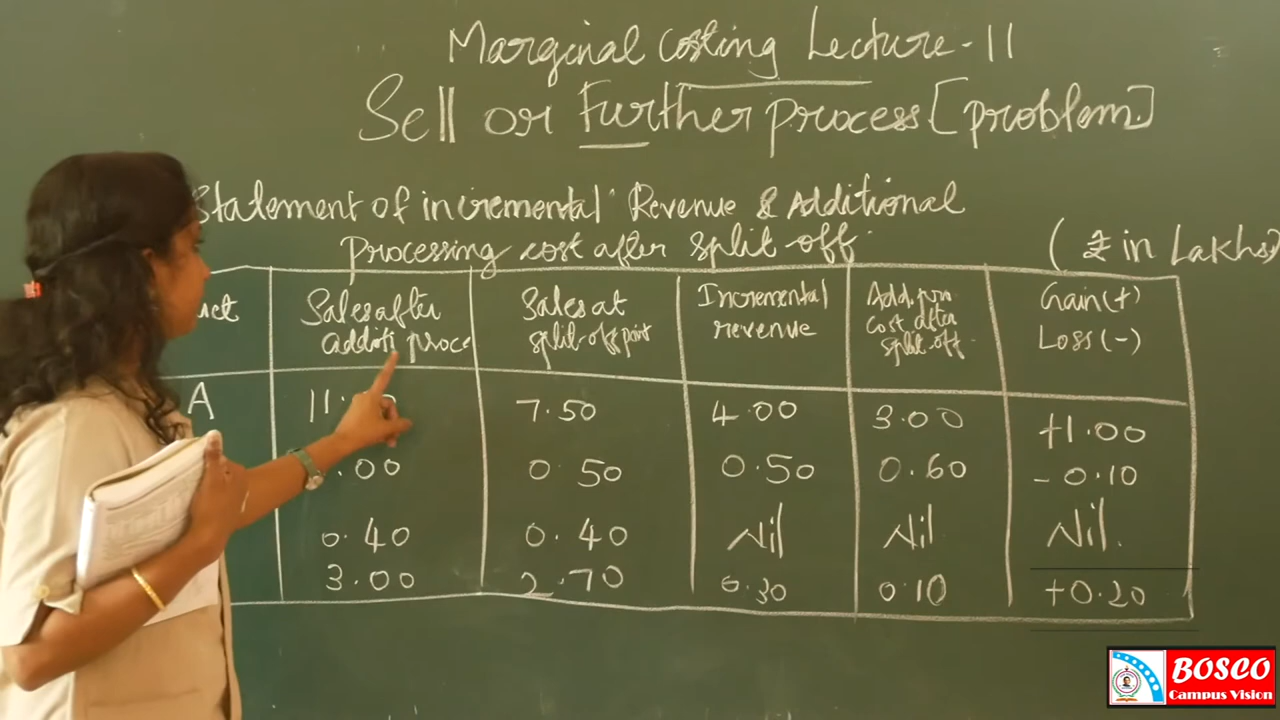 Marginal Costing Lecture-11
Sell or Further process [problem]
Statement of incremental Revenue & Additional
Processing cost after split off
(₹ in Lakhs)
Sales after additi proce
Sales at split-off point
Incremental revenue
Add. pro cost after split-off
Gain(+) Loss(-)
A 7.50 4.00 3.00 +1.00
.00 0.50 0.50 0.60 -0.10
0.40 0.40 Nil Nil Nil.
3.00 2.70 0.30 0.10 +0.20
BOSCO
Campus Vision